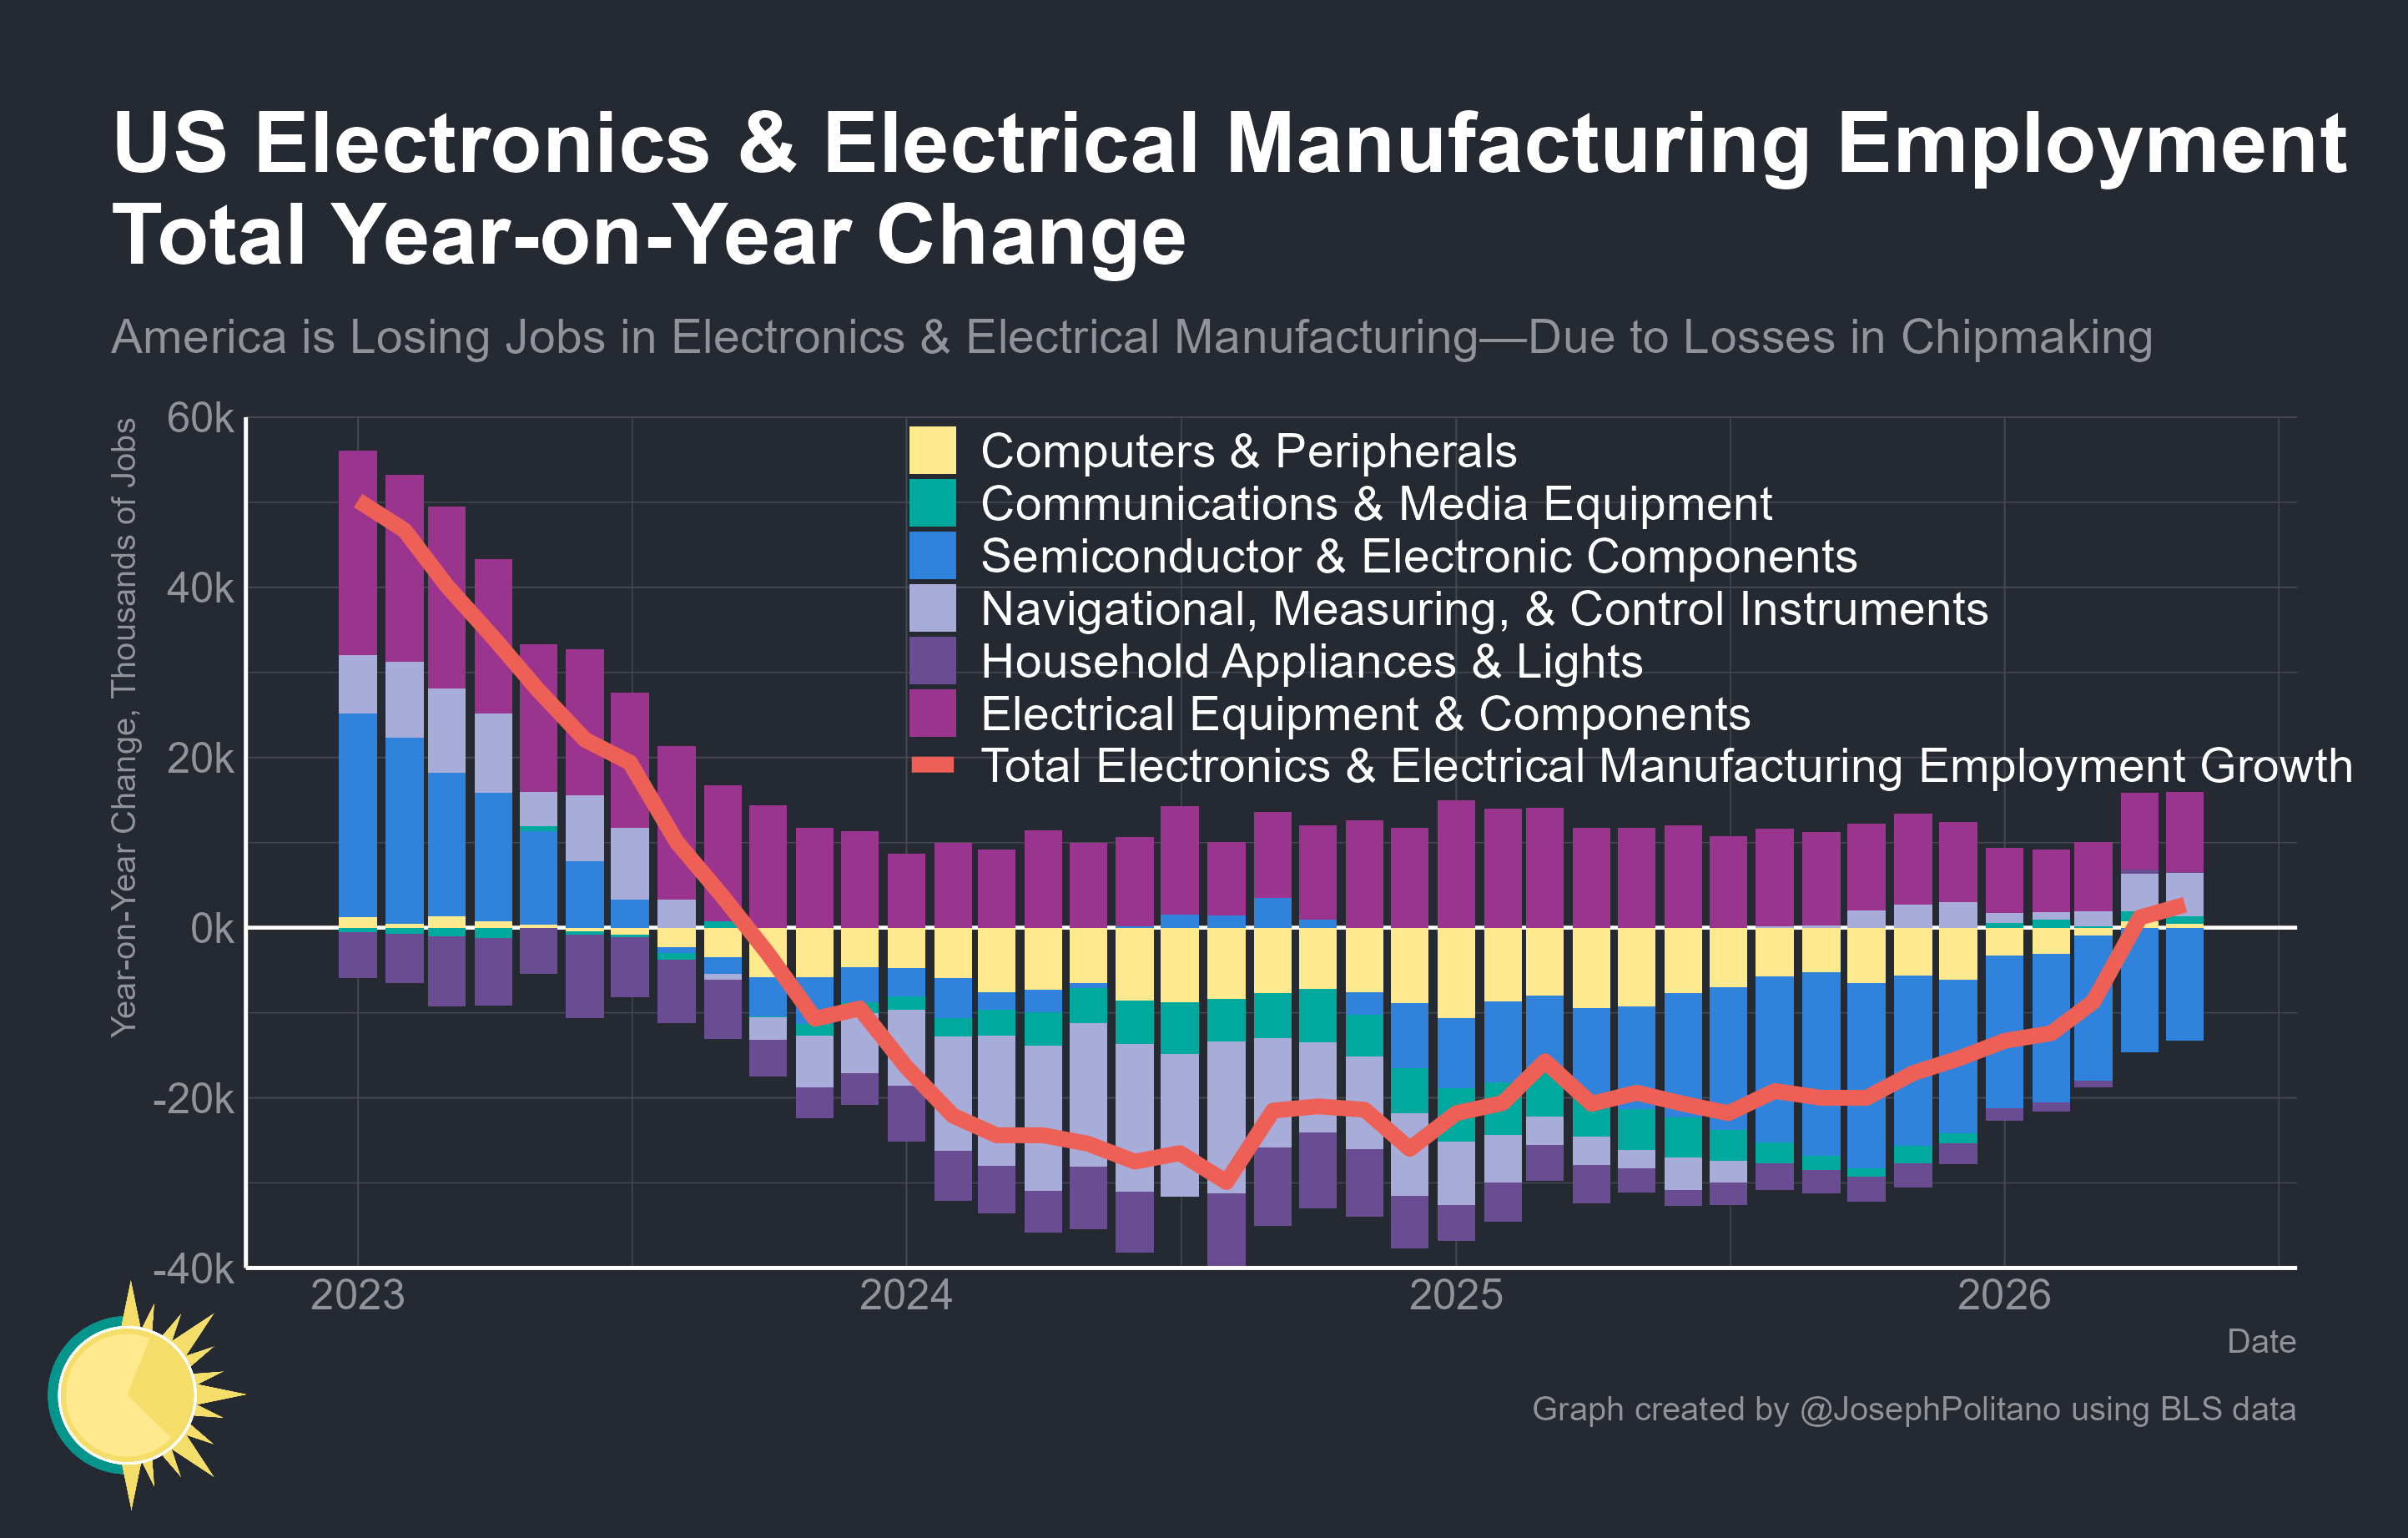 US Electronics & Electrical Manufacturing Employment
Total Year-on-Year Change
America is Losing Jobs in Electronics & Electrical Manufacturing—Due to Losses in Chipmaking
Year-on-Year Change, Thousands of Jobs
60k
40k
20k
0k
-20k
-40k
Computers & Peripherals
Communications & Media Equipment
Semiconductor & Electronic Components
Navigational, Measuring, & Control Instruments
Household Appliances & Lights
Electrical Equipment & Components
Total Electronics & Electrical Manufacturing Employment Growth
2023
2024
2025
2026
Date
Graph created by @JosephPolitano using BLS data